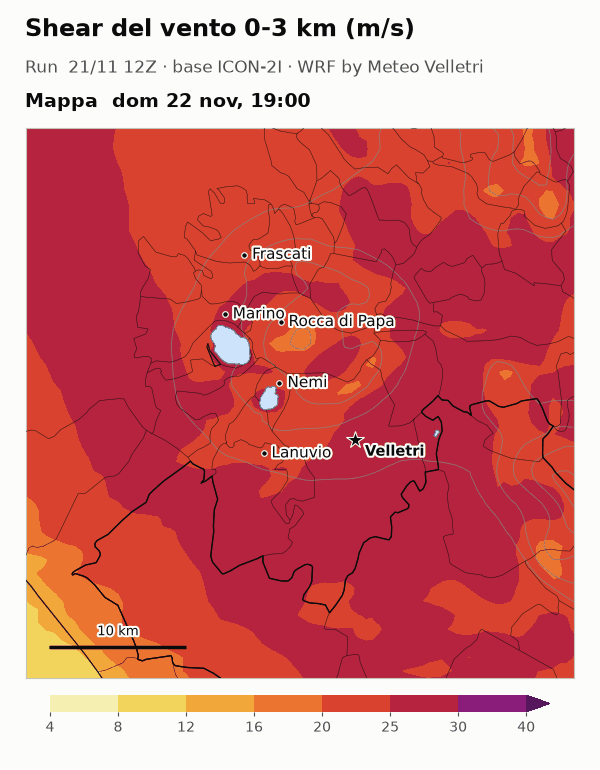 Shear del vento 0-3 km (m/s)
Run  21/11 12Z · base ICON-2I · WRF by Meteo Velletri
Mappa  dom 22 nov, 19:00
Frascati
Marino
Rocca di Papa
Nemi
Velletri
Lanuvio
10 km
4 8 12 16 20 25 30 40